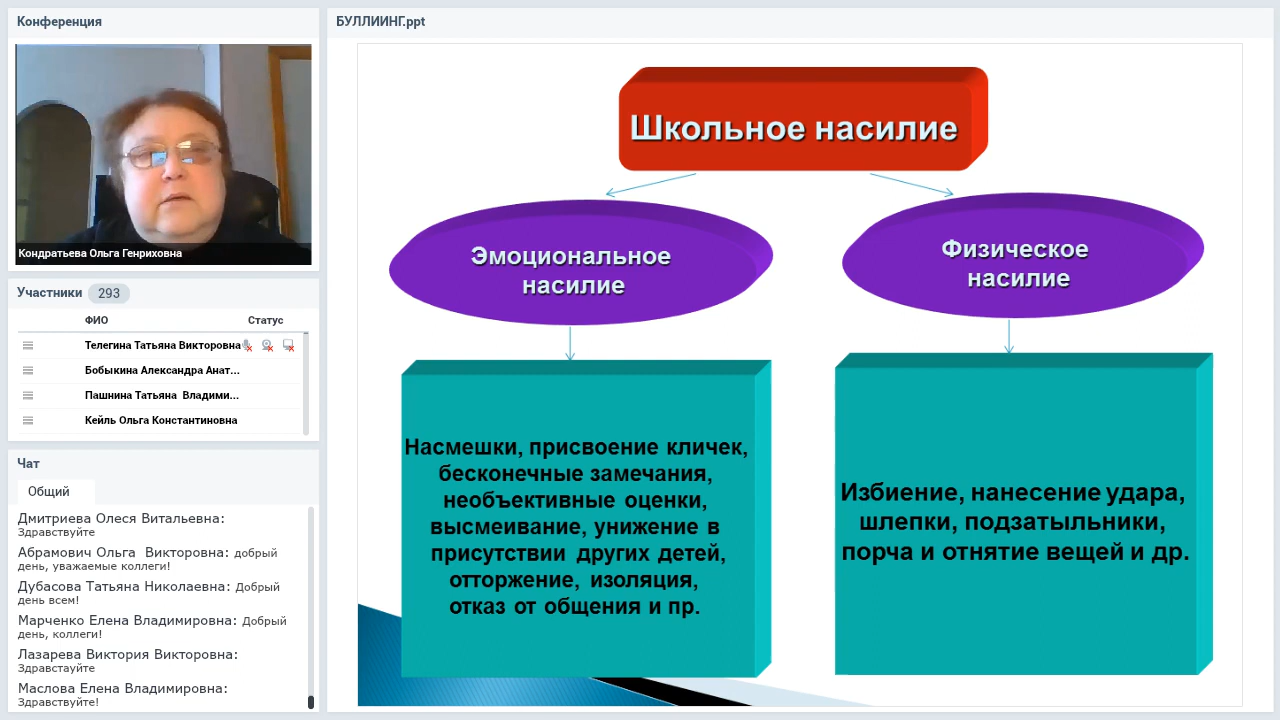 Конференция
Кондратьева Ольга Генриховна
Участники 293
ФИО Статус
Телегина Татьяна Викторовна
Бобыкина Александра Анат...
Пашнина Татьяна Владими...
Кейль Ольга Константиновна
Чат
Общий
Дмитриева Олеся Витальевна:
Здравствуйте
Абрамович Ольга Викторовна: добрый
день, уважаемые коллеги!
Дубасова Татьяна Николаевна: Добрый
день всем!
Марченко Елена Владимировна: Добрый
день, коллеги!
Лазарева Виктория Викторовна:
Здравстауйте
Маслова Елена Владимировна:
Здравствуйте!
БУЛЛИИНГ.ppt
Школьное насилие
Эмоциональное
насилие
Физическое
насилие
Насмешки, присвоение кличек,
бесконечные замечания,
необъективные оценки,
высмеивание, унижение в
присутствии других детей,
отторжение, изоляция,
отказ от общения и пр.
Избиение, нанесение удара,
шлепки, подзатыльники,
порча и отнятие вещей и др.